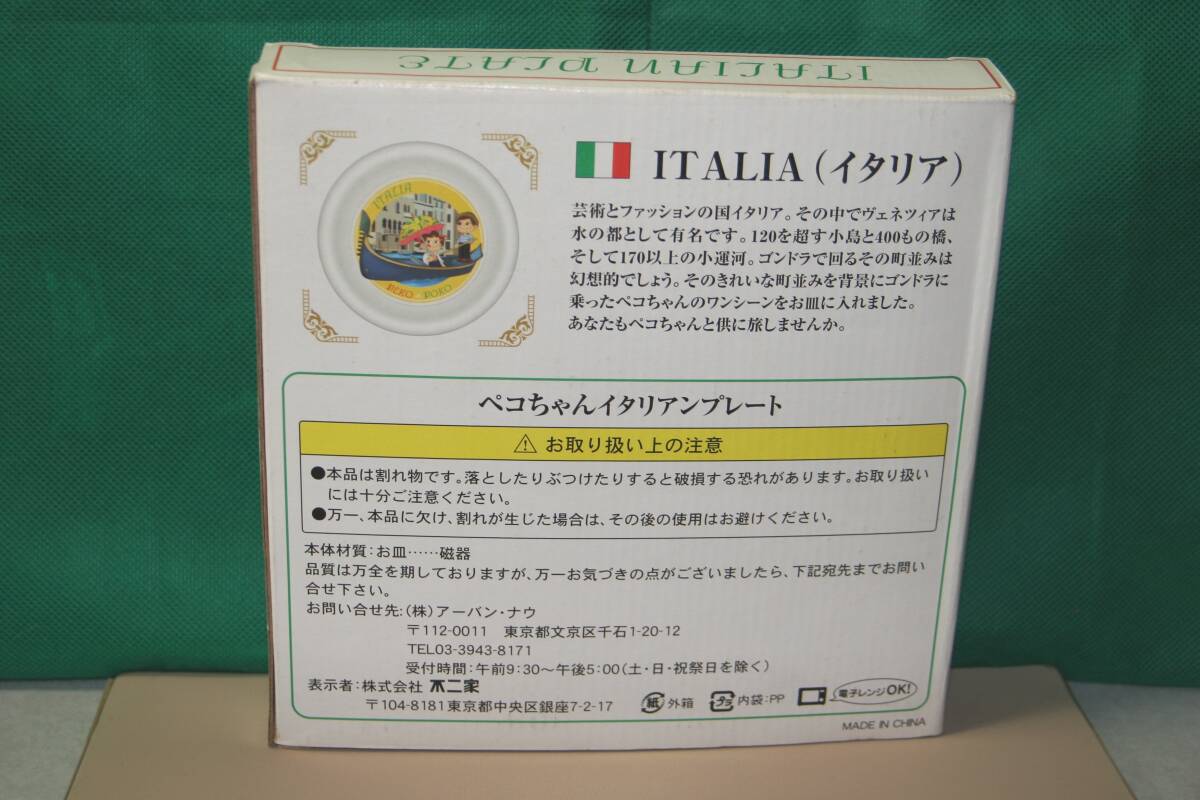 ITALIAN PLATE
ITALIA
PEKO POKO
ITALIA（イタリア）
芸術とファッションの国イタリア。その中でヴェネツィアは
水の都として有名です。120を超す小島と400もの橋、
そして170以上の小運河。ゴンドラで回るその町並みは
幻想的でしょう。そのきれいな町並みを背景にゴンドラに
乗ったペコちゃんのワンシーンをお皿に入れました。
あなたもペコちゃんと供に旅しませんか。
ペコちゃんイタリアンプレート
⚠ お取り扱い上の注意
●本品は割れ物です。落としたりぶつけたりすると破損する恐れがあります。お取り扱い
には十分ご注意ください。
●万一、本品に欠け、割れが生じた場合は、その後の使用はお避けください。
本体材質：お皿……磁器
品質は万全を期しておりますが、万一お気づきの点がございましたら、下記宛先までお問い
合せ下さい。
お問い合せ先：（株）アーバン・ナウ
〒112-0011 東京都文京区千石1-20-12
TEL03-3943-8171
受付時間：午前9:30～午後5:00（土・日・祝祭日を除く）
表示者：株式会社 不二家
〒104-8181東京都中央区銀座7-2-17
紙 外箱 プラ 内袋：PP 電子レンジOK!
MADE IN CHINA